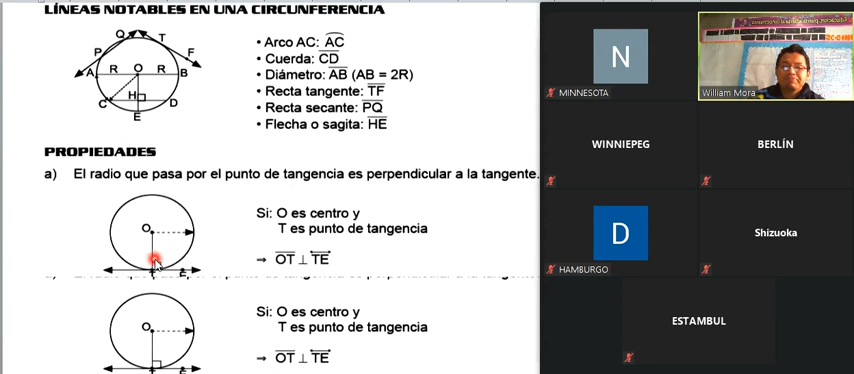 LÍNEAS NOTABLES EN UNA CIRCUNFERENCIA
Q T
P F
A R O R B
H
C D
E
• Arco AC: AC
• Cuerda: CD
• Diámetro: AB (AB = 2R)
• Recta tangente: TF
• Recta secante: PQ
• Flecha o sagita: HE
PROPIEDADES
a) El radio que pasa por el punto de tangencia es perpendicular a la tangente.
O
Si: O es centro y
T es punto de tangencia
⇒ OT ⊥ TE
T E
O
Si: O es centro y
T es punto de tangencia
⇒ OT ⊥ TE
N
MINNESOTA
William Mora
WINNIEPEG
BERLÍN
D
HAMBURGO
Shizuoka
ESTAMBUL